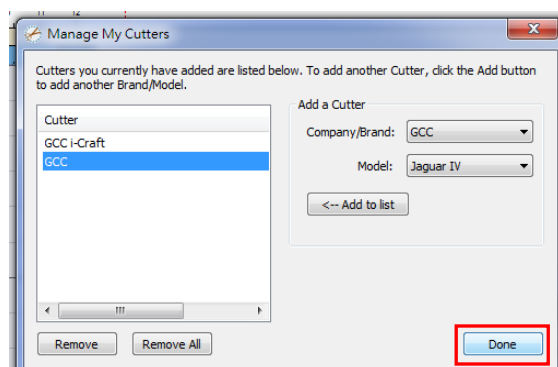 Manage My Cutters
Cutters you currently have added are listed below. To add another Cutter, click the Add button
to add another Brand/Model.
Cutter
GCC i-Craft
GCC
Add a Cutter
Company/Brand: GCC
Model: Jaguar IV
<-- Add to list
Remove Remove All Done